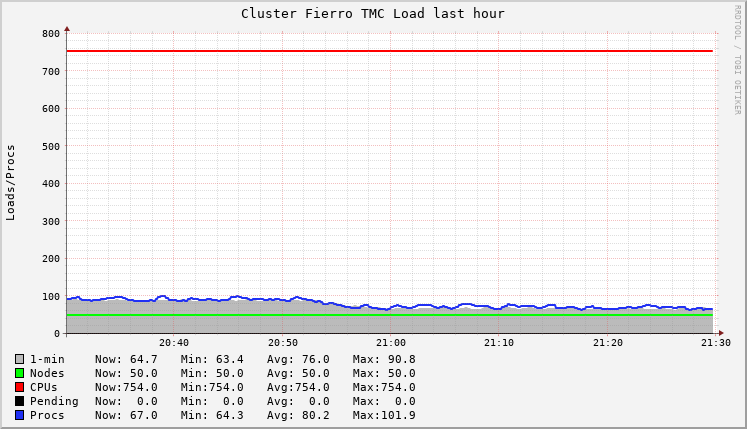 Cluster Fierro TMC Load last hour
RRDTOOL / TOBI OETIKER
Loads/Procs
800
700
600
500
400
300
200
100
0
20:40 20:50 21:00 21:10 21:20 21:30
1-min Now: 64.7 Min: 63.4 Avg: 76.0 Max: 90.8
Nodes Now: 50.0 Min: 50.0 Avg: 50.0 Max: 50.0
CPUs Now:754.0 Min:754.0 Avg:754.0 Max:754.0
Pending Now: 0.0 Min: 0.0 Avg: 0.0 Max: 0.0
Procs Now: 67.0 Min: 64.3 Avg: 80.2 Max:101.9